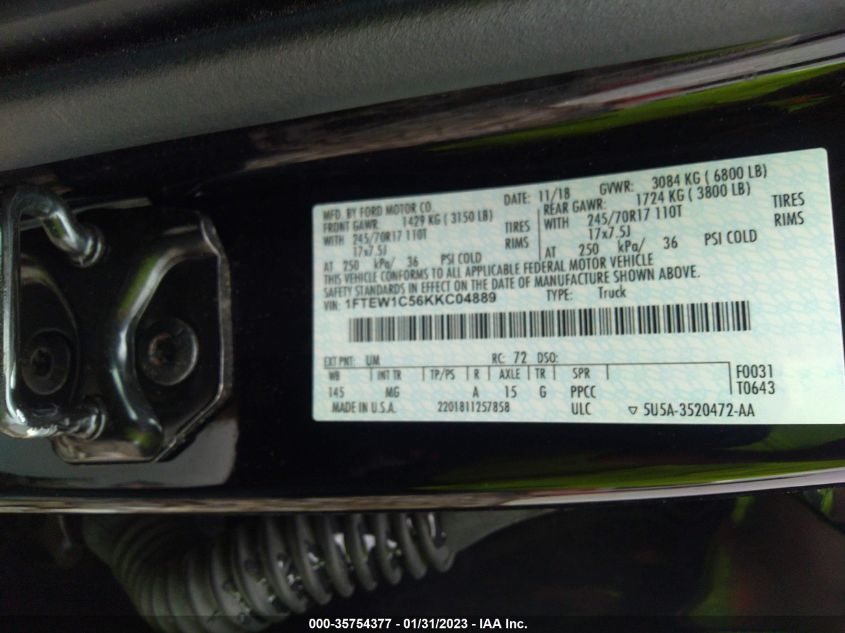 MFD. BY FORD MOTOR CO. DATE: 11/18 GVWR: 3084 KG ( 6800 LB)
FRONT GAWR: 1429 KG ( 3150 LB) REAR GAWR: 1724 KG ( 3800 LB)
WITH 245/70R17 110T TIRES WITH 245/70R17 110T TIRES
17x7.5J RIMS 17x7.5J RIMS
AT 250 kPa/ 36 PSI COLD AT 250 kPa/ 36 PSI COLD
THIS VEHICLE CONFORMS TO ALL APPLICABLE FEDERAL MOTOR VEHICLE
SAFETY STANDARDS IN EFFECT ON THE DATE OF MANUFACTURE SHOWN ABOVE.
VIN: 1FTEW1C56KKC04889 TYPE: Truck
EXT PNT: UM RC: 72 DSO: F0031
WB INT TR TP/PS R AXLE TR SPR T0643
145 MG A 15 G PPCC
MADE IN U.S.A. 2201811257858 ULC ▽ 5U5A-3520472-AA
000-35754377 - 01/31/2023 - IAA Inc.